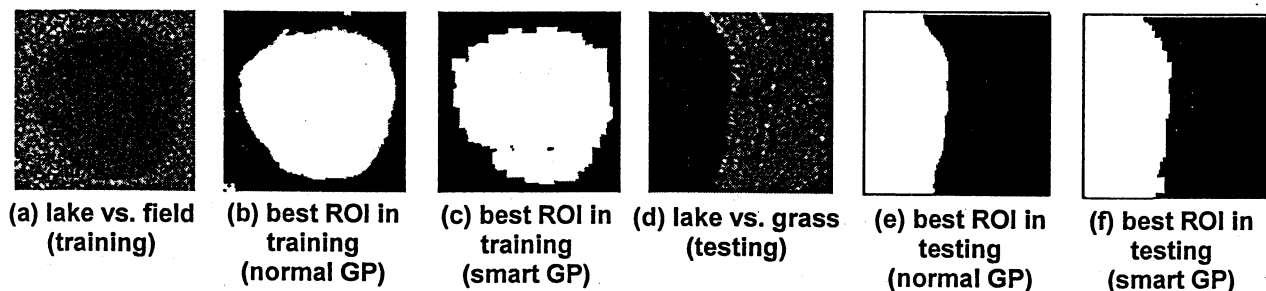 (a) lake vs. field
(training)
(b) best ROI in
training
(normal GP)
(c) best ROI in
training
(smart GP)
(d) lake vs. grass
(testing)
(e) best ROI in
testing
(normal GP)
(f) best ROI in
testing
(smart GP)